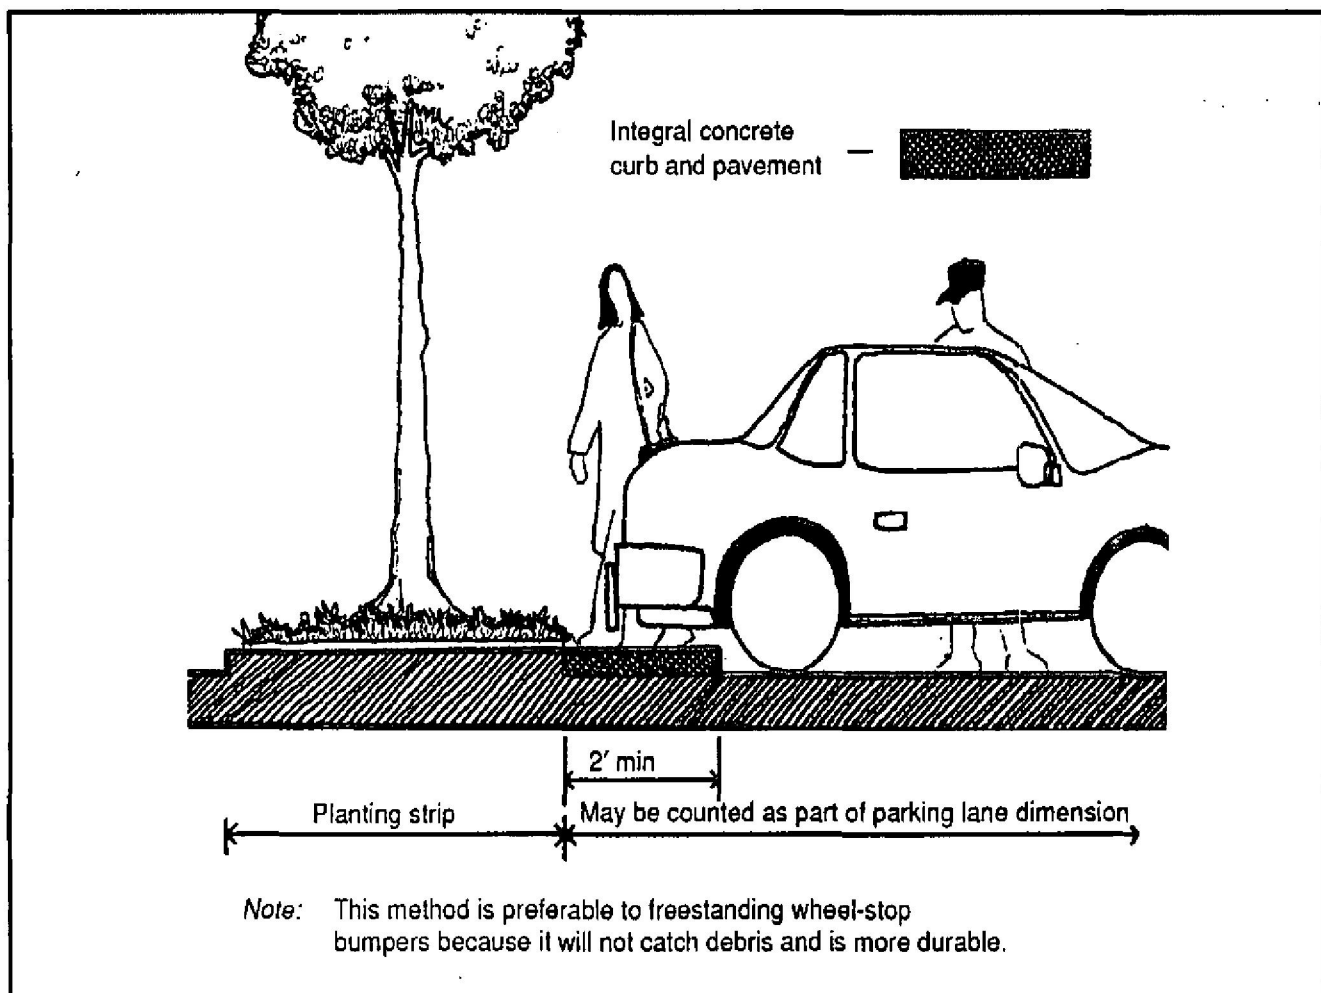 Integral concrete
curb and pavement
2' min
Planting strip
May be counted as part of parking lane dimension
Note: This method is preferable to freestanding wheel-stop
bumpers because it will not catch debris and is more durable.